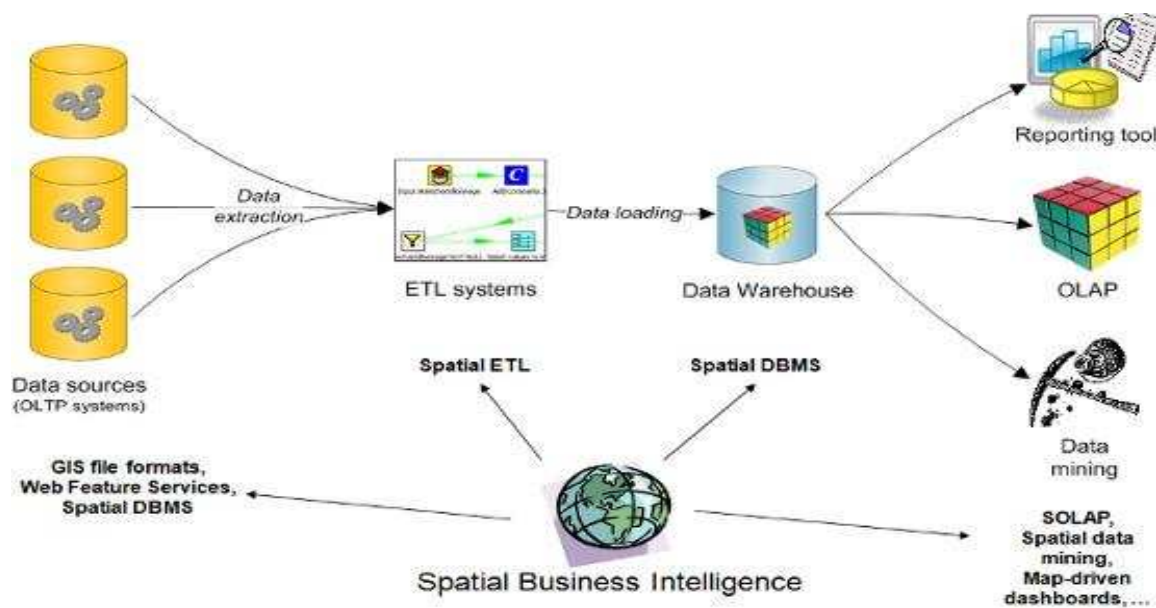 Reporting tool
Data
extraction
Data loading
ETL systems
Data Warehouse
OLAP
Data sources
(OLTP systems)
Spatial ETL
Spatial DBMS
Data
mining
GIS file formats,
Web Feature Services,
Spatial DBMS
SOLAP,
Spatial data
mining,
Map-driven
dashboards, ...
Spatial Business Intelligence